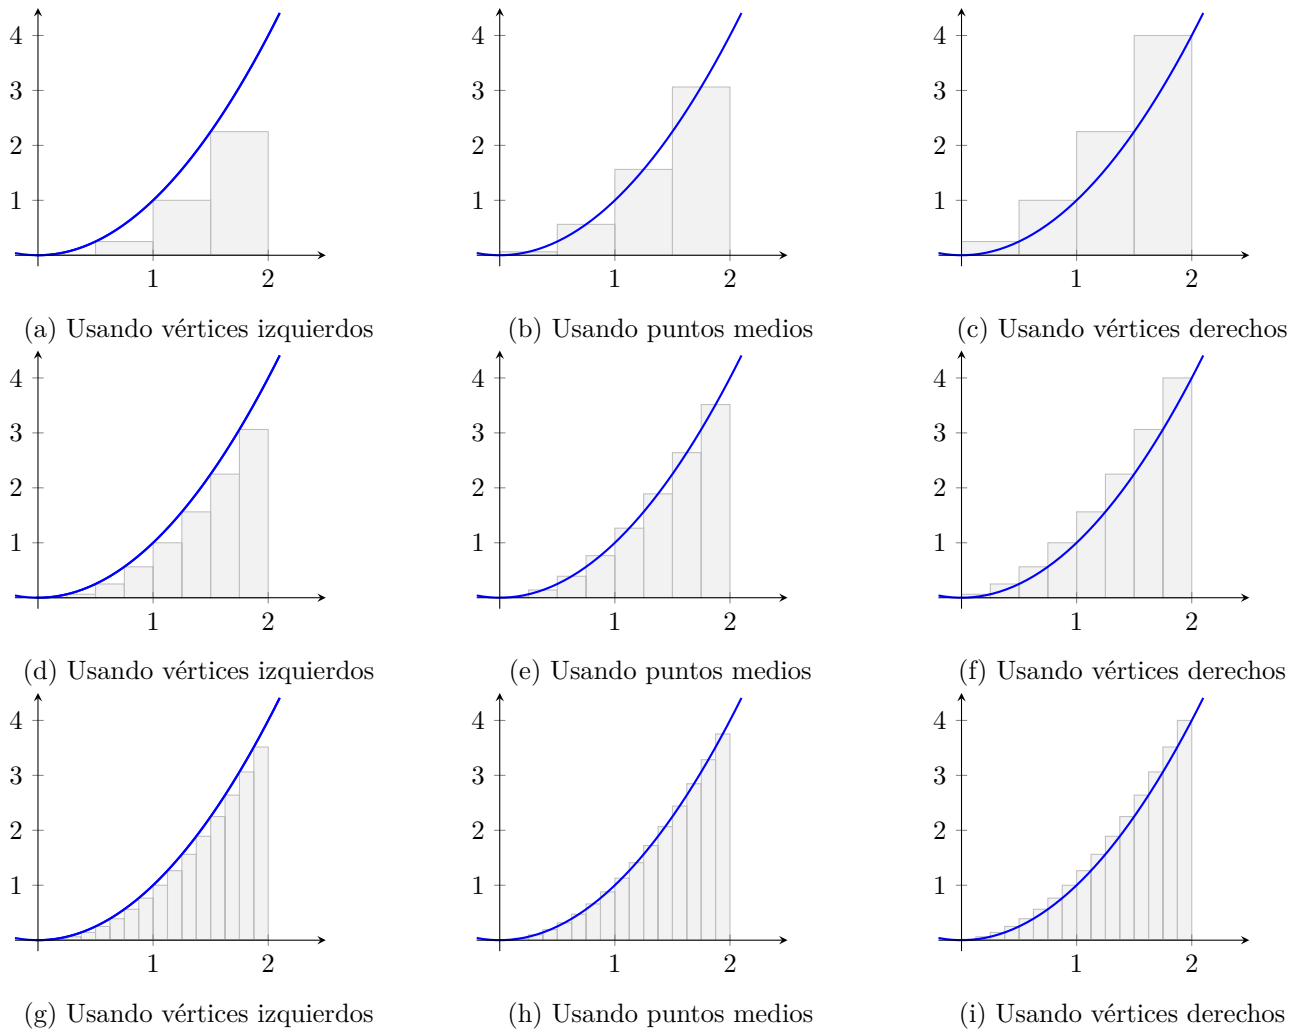 4 4 4
3 3 3
2 2 2
1 1 1
1 2 1 2 1 2
(a) Usando vértices izquierdos (b) Usando puntos medios (c) Usando vértices derechos
4 4 4
3 3 3
2 2 2
1 1 1
1 2 1 2 1 2
(d) Usando vértices izquierdos (e) Usando puntos medios (f) Usando vértices derechos
4 4 4
3 3 3
2 2 2
1 1 1
1 2 1 2 1 2
(g) Usando vértices izquierdos (h) Usando puntos medios (i) Usando vértices derechos